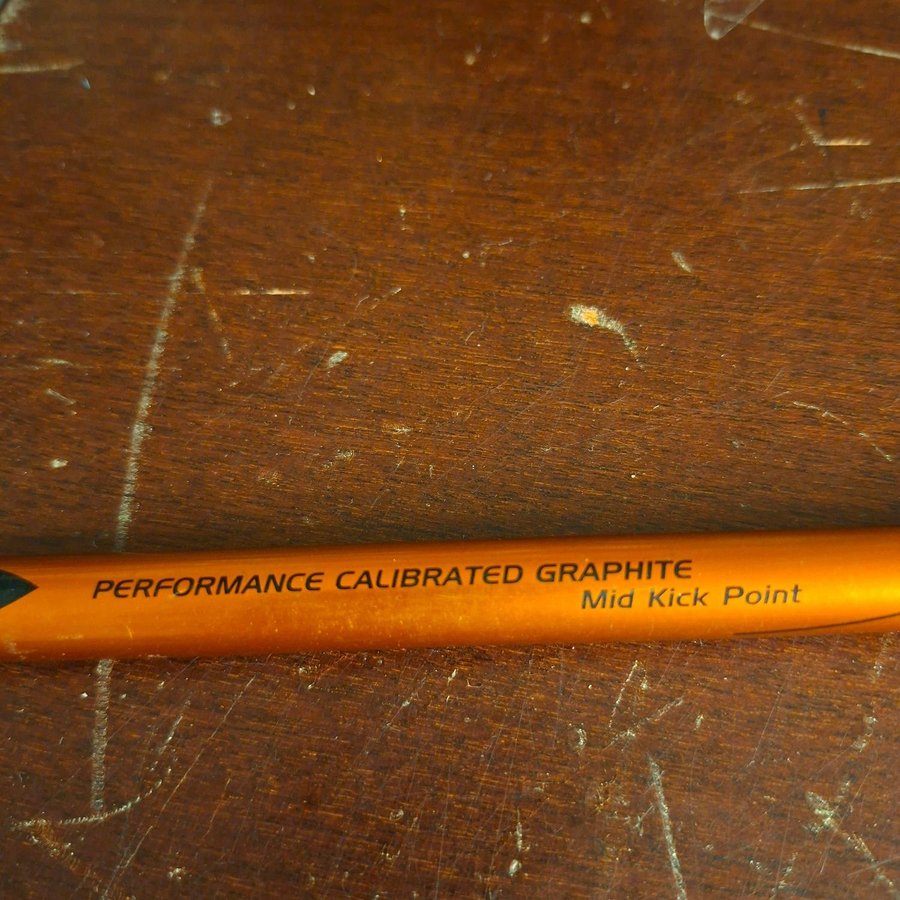 PERFORMANCE CALIBRATED GRAPHITE
Mid Kick Point